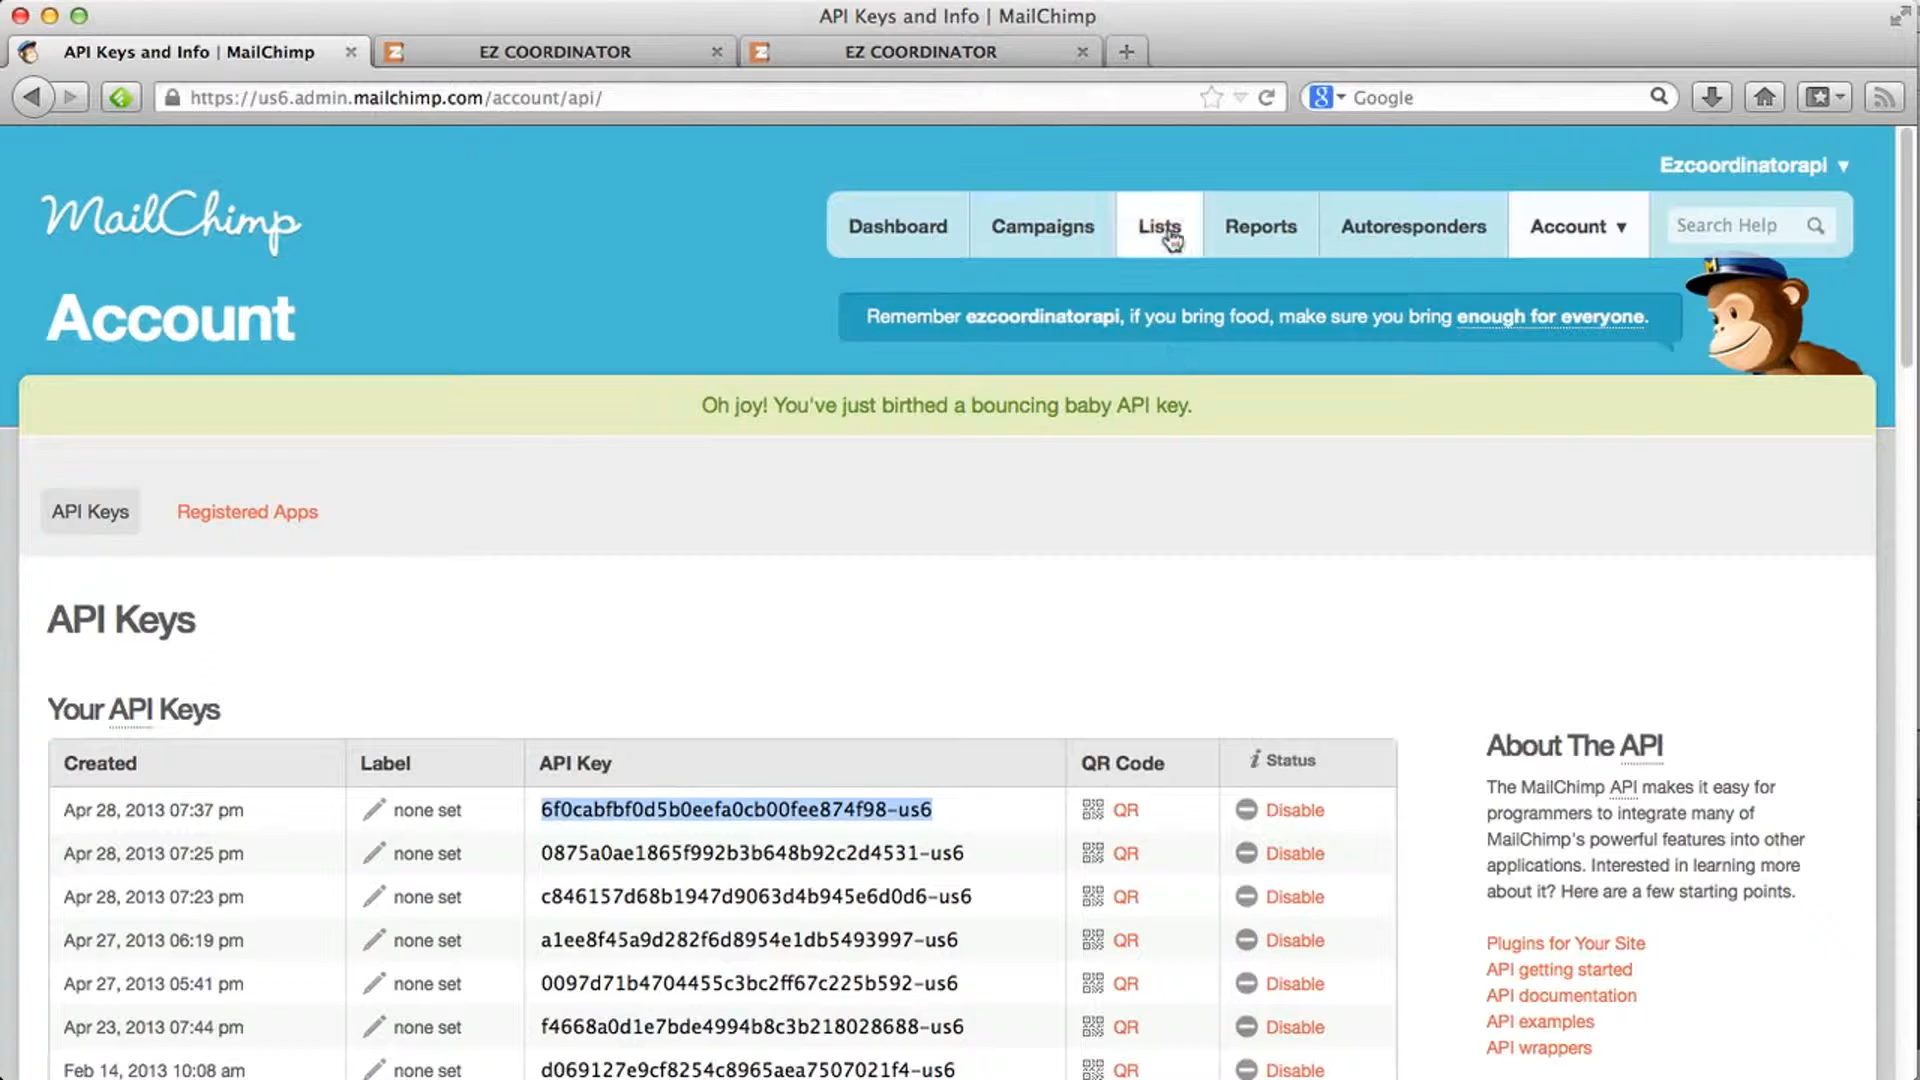 API Keys and Info | MailChimp
API Keys and Info | MailChimp
EZ COORDINATOR
EZ COORDINATOR
https://us6.admin.mailchimp.com/account/api/
Google
Ezcoordinatorapi
MailChimp
Dashboard
Campaigns
Lists
Reports
Autoresponders
Account
Search Help
Account
Remember ezcoordinatorapi, if you bring food, make sure you bring enough for everyone.
Oh joy! You've just birthed a bouncing baby API key.
API Keys
Registered Apps
API Keys
Your API Keys
Created Label API Key QR Code i Status
Apr 28, 2013 07:37 pm none set 6f0cabfbf0d5b0eefa0cb00fee874f98-us6 QR Disable
Apr 28, 2013 07:25 pm none set 0875a0ae1865f992b3b648b92c2d4531-us6 QR Disable
Apr 28, 2013 07:23 pm none set c846157d68b1947d9063d4b945e6d0d6-us6 QR Disable
Apr 27, 2013 06:19 pm none set a1ee8f45a9d282f6d8954e1db5493997-us6 QR Disable
Apr 27, 2013 05:41 pm none set 0097d71b4704455c3bc2ff67c225b592-us6 QR Disable
Apr 23, 2013 07:44 pm none set f4668a0d1e7bde4994b8c3b218028688-us6 QR Disable
Feb 14, 2013 10:08 am none set d069127e9cf8254c8965aea7507021f4-us6 QR Disable
About The API
The MailChimp API makes it easy for
programmers to integrate many of
MailChimp's powerful features into other
applications. Interested in learning more
about it? Here are a few starting points.
Plugins for Your Site
API getting started
API documentation
API examples
API wrappers